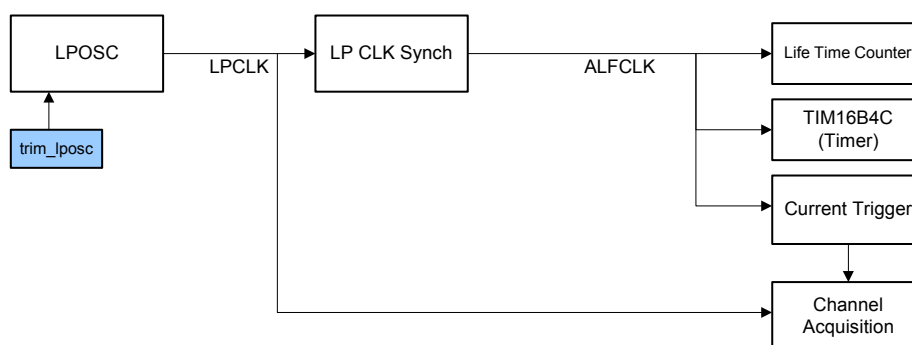 LPOSC
LPCLK
LP CLK Synch
ALFCLK
Life Time Counter
trim_lposc
TIM16B4C
(Timer)
Current Trigger
Channel
Acquisition